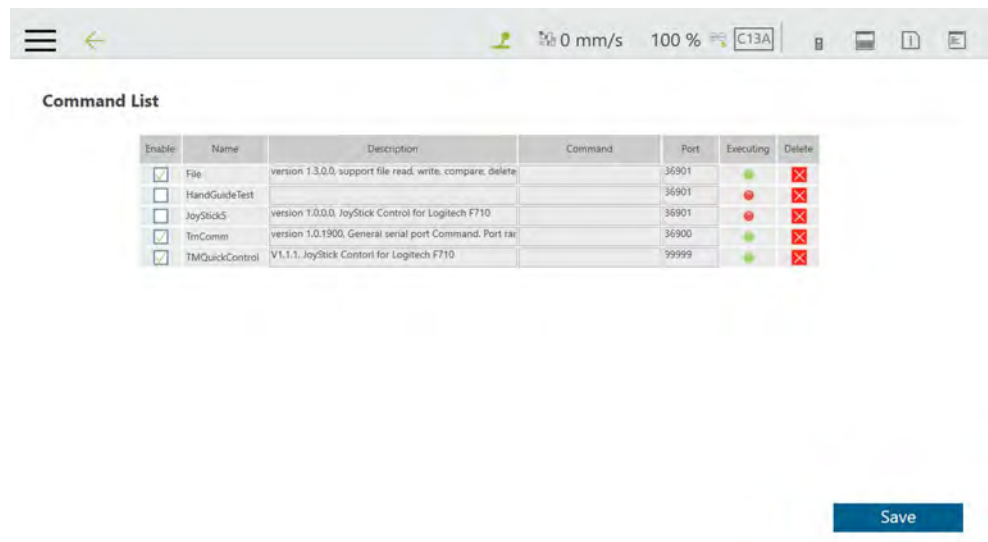 0 mm/s 100 % C13A
Command List
Enable Name Description Command Port Executing Delete
File version 1.3.0.0, support file read, write, compare, delete 36901
HandGuideTest 36901
JoyStick5 version 1.0.0.0, JoyStick Control for Logitech F710 36901
TmComm version 1.0.1900, General serial port Command, Port rar 36900
TMQuickControl V1.1.1, JoyStick Contorl for Logitech F710 99999
Save